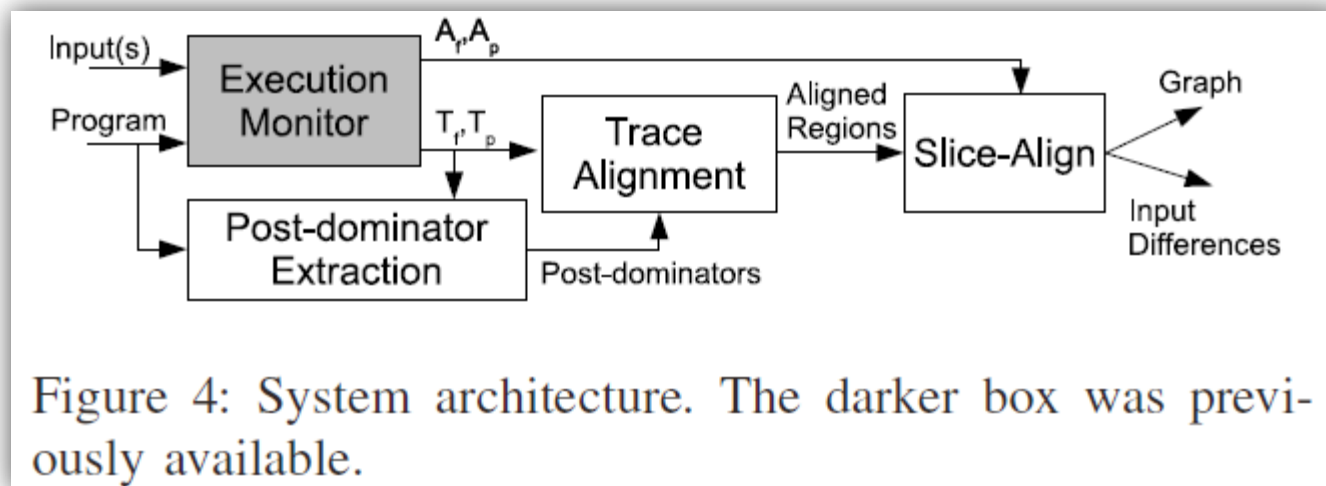 Input(s)
Program
Execution
Monitor
A_f,A_p
T_f,T_p
Post-dominator
Extraction
Post-dominators
Trace
Alignment
Aligned
Regions
Slice-Align
Graph
Input
Differences
Figure 4: System architecture. The darker box was previ-
ously available.